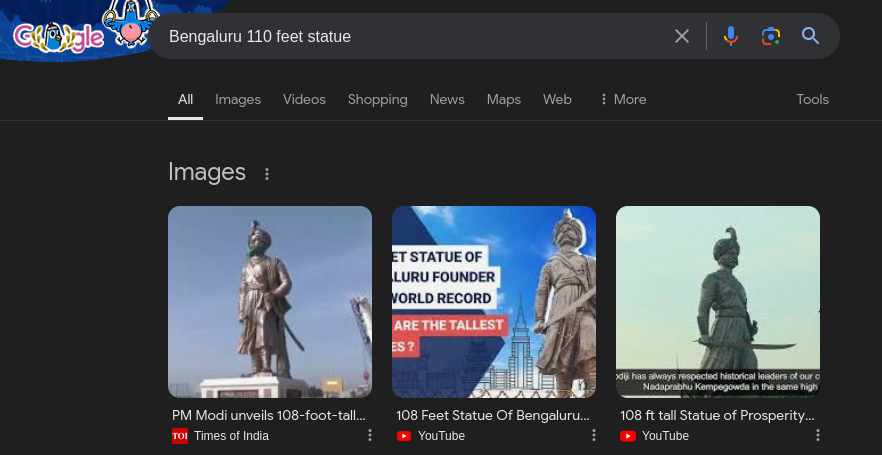 Google
Bengaluru 110 feet statue
All Images Videos Shopping News Maps Web More Tools
Images
ET STATUE OF
ALURU FOUNDER
WORLD RECORD
ARE THE TALLEST
ES ?
odiji has always respected historical leaders of our c
Nadaprabhu Kempegowda in the same high
PM Modi unveils 108-foot-tall...
TOI Times of India
108 Feet Statue Of Bengaluru...
YouTube
108 ft tall Statue of Prosperity...
YouTube